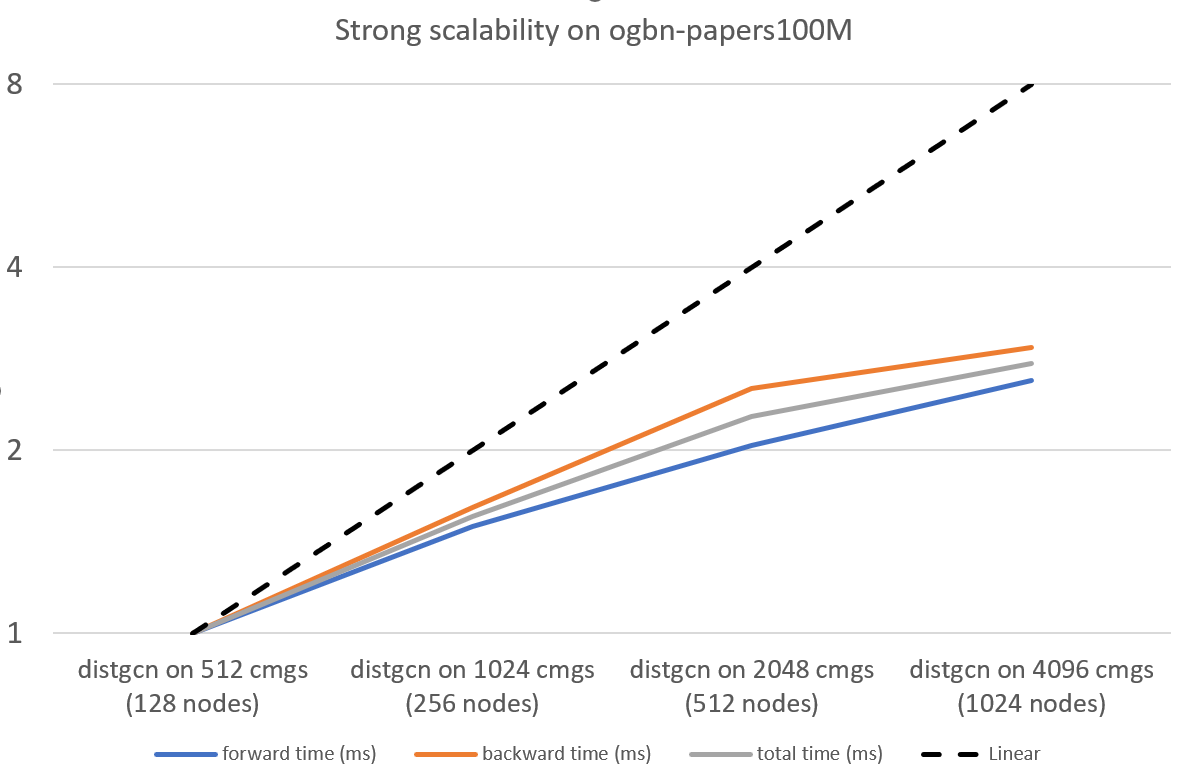 Strong scalability on ogbn-papers100M
8
4
2
1
distgcn on 512 cmgs
(128 nodes)
distgcn on 1024 cmgs
(256 nodes)
distgcn on 2048 cmgs
(512 nodes)
distgcn on 4096 cmgs
(1024 nodes)
forward time (ms)
backward time (ms)
total time (ms)
Linear